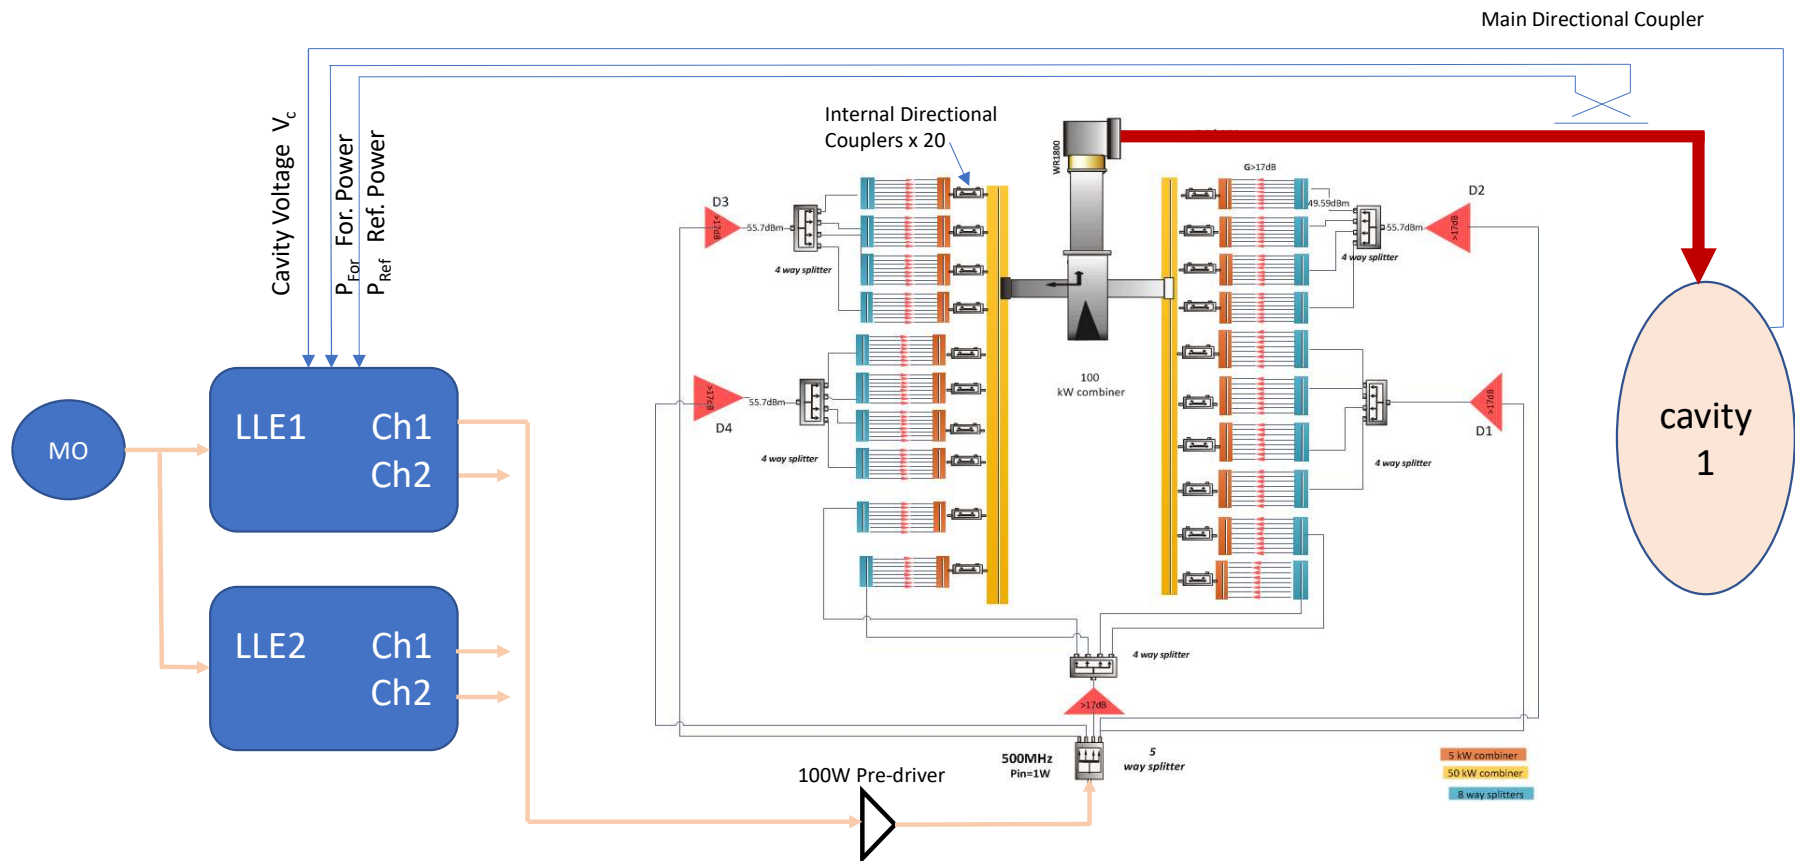 Main Directional Coupler
Cavity Voltage Vc
PFor For. Power
PRef Ref. Power
Internal Directional
Couplers x 20
WR1800
G>17dB
D3
>17dB
55.7dBm
4 way splitter
49.59dBm
D2
>17dB
55.7dBm
4 way splitter
100
kW combiner
>17dB
55.7dBm
D4
4 way splitter
>17dB
D1
4 way splitter
MO
LLE1 Ch1
Ch2
cavity
1
LLE2 Ch1
Ch2
4 way splitter
>17dB
500MHz
Pin=1W
5
way splitter
100W Pre-driver
5 kW combiner
50 kW combiner
8 way splitters